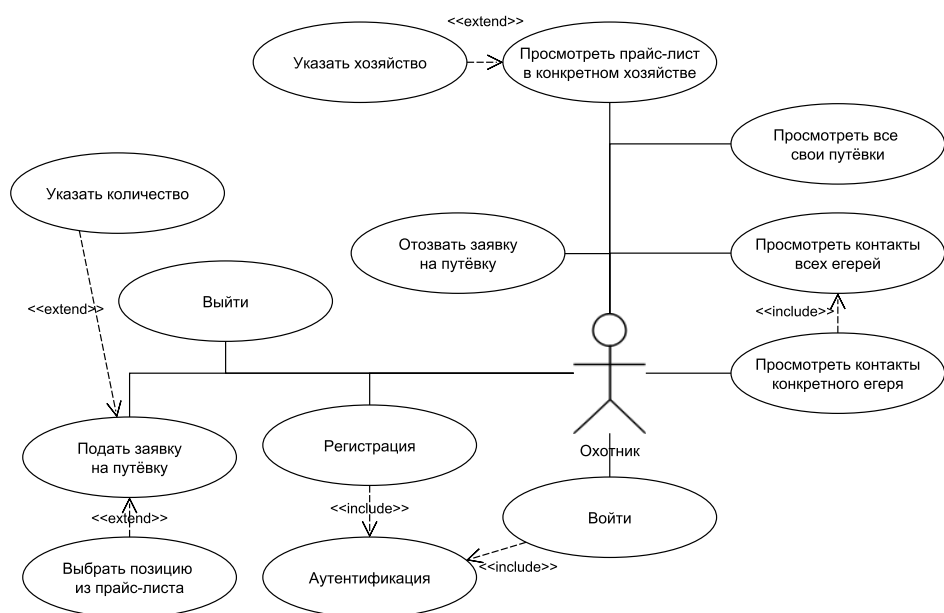 <<extend>>
Указать хозяйство
Просмотреть прайс-лист
в конкретном хозяйстве
Просмотреть все
свои путёвки
Указать количество
Отозвать заявку
на путёвку
Просмотреть контакты
всех егерей
Выйти
<<extend>>
<<include>>
Просмотреть контакты
конкретного егеря
Подать заявку
на путёвку
Регистрация
Охотник
<<extend>>
<<include>>
Войти
Выбрать позицию
из прайс-листа
Аутентификация
<<include>>